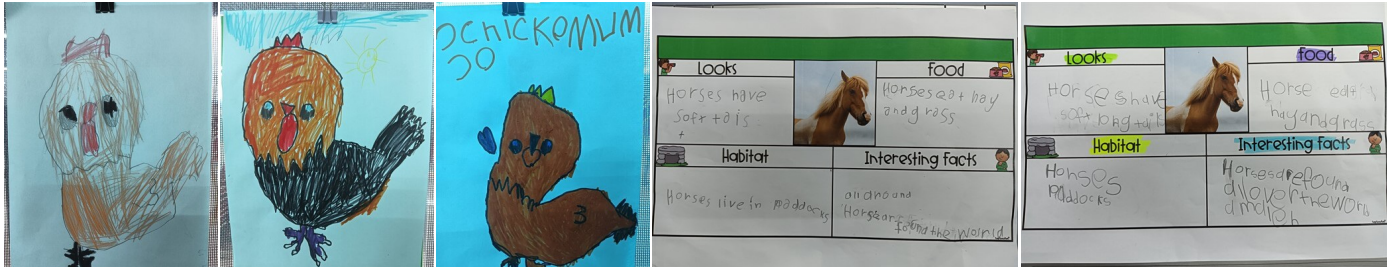 CHICKOMUM
Looks
Food
Horses have
soft tails
Horses eat hay
and grass
Habitat
Interesting Facts
Horses live in paddocks
all around
Horses are
found the world
Looks
Food
Horses have
soft long tails
Horse eat
hay and grass
Habitat
Interesting Facts
Horses
paddocks
Horses are found
all over the world